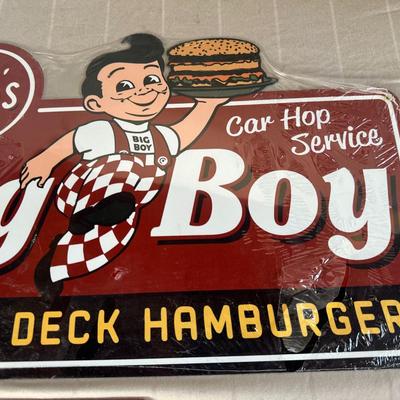 's
BIG
BOY
Car Hop
Service
g Boy
DECK HAMBURGER